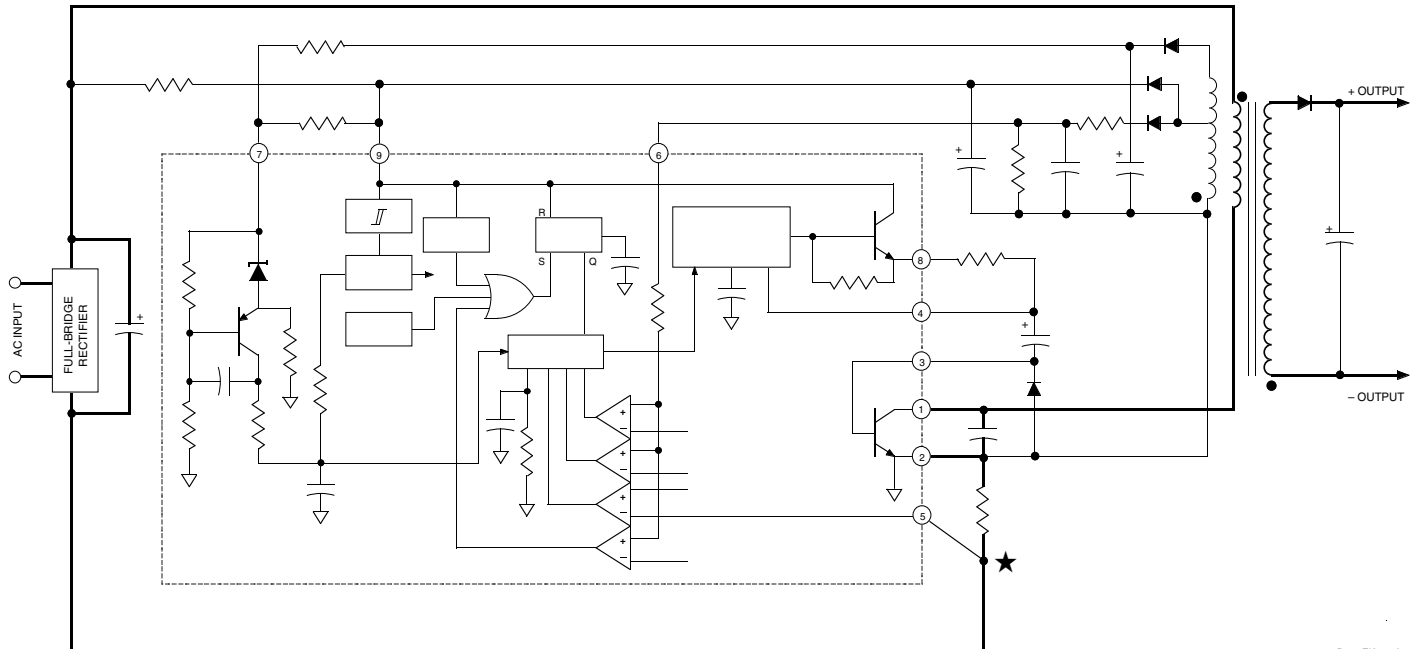 + OUTPUT
7
9
6
+
+
R
S
Q
8
AC INPUT
FULL-BRIDGE
RECTIFIER
+
+
4
+
3
– OUTPUT
1
+
–
2
+
–
+
–
5
+
–